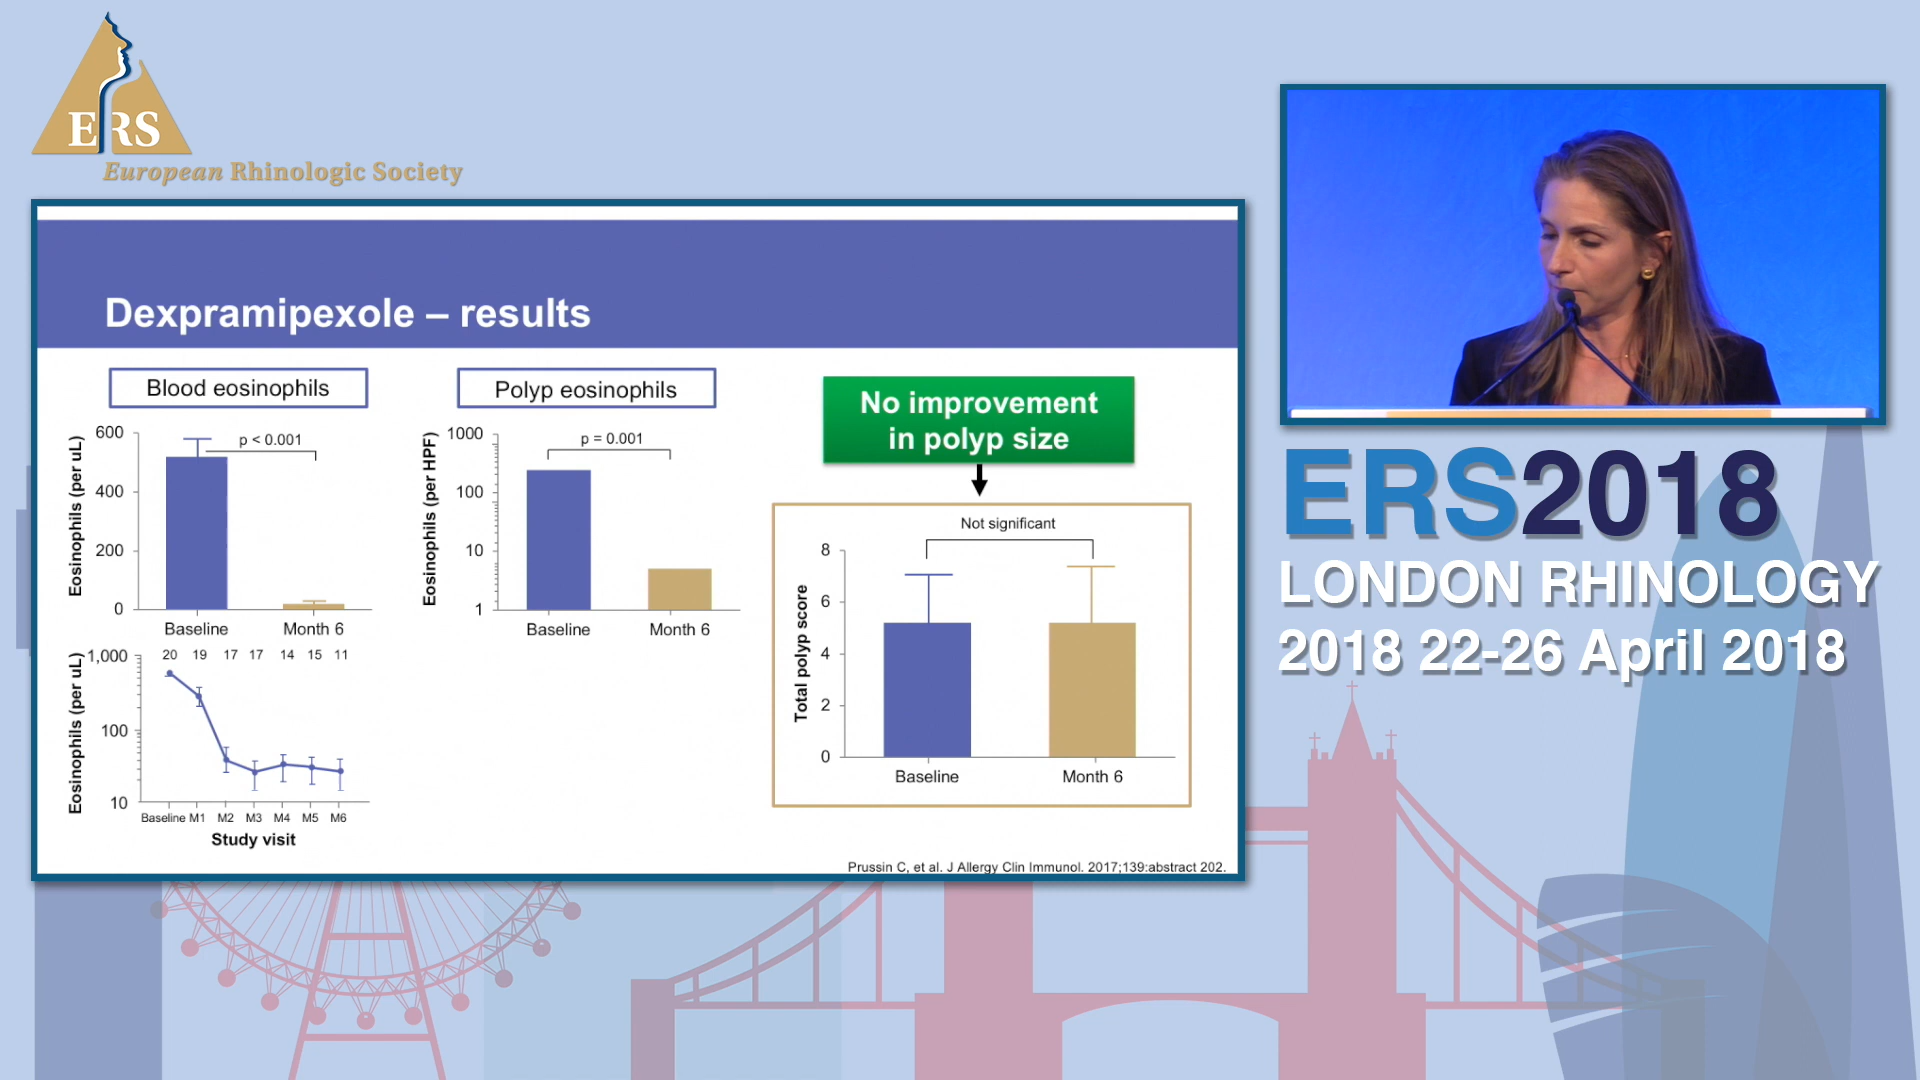 ERS
European Rhinologic Society
Dexpramipexole – results
Blood eosinophils
Eosinophils (per uL)
600
400
200
0
p < 0.001
Baseline
Month 6
Polyp eosinophils
Eosinophils (per HPF)
1000
100
10
1
p = 0.001
Baseline
Month 6
No improvement
in polyp size
Not significant
Total polyp score
8
6
4
2
0
Baseline
Month 6
Eosinophils (per uL)
1,000
100
10
20 19 17 17 14 15 11
Baseline M1 M2 M3 M4 M5 M6
Study visit
Prussin C, et al. J Allergy Clin Immunol. 2017;139:abstract 202.
ERS2018
LONDON RHINOLOGY
2018 22-26 April 2018